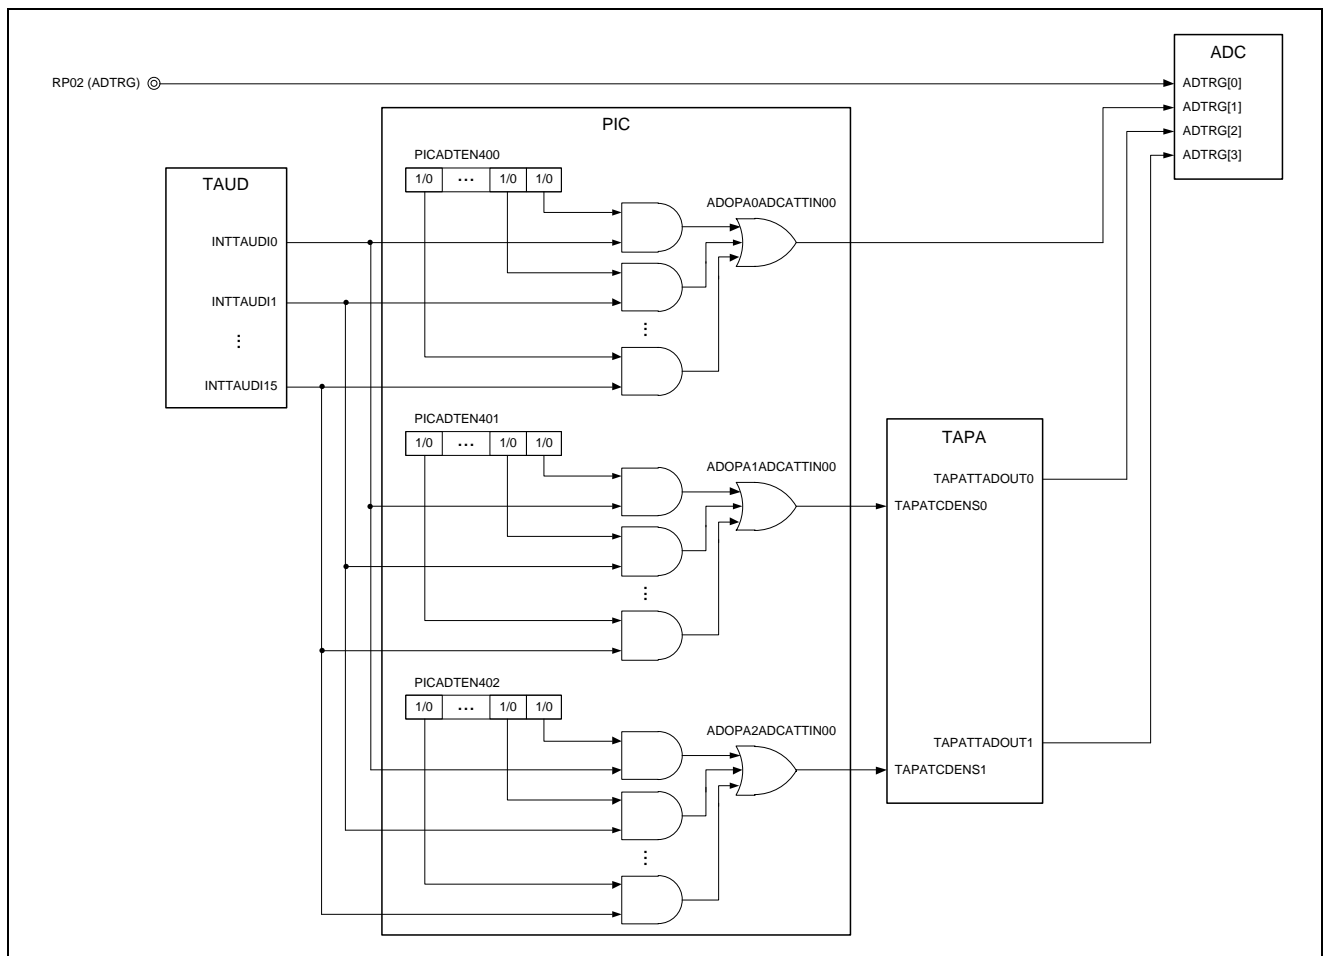 ADC
RP02 (ADTRG)
ADTRG[0]
ADTRG[1]
ADTRG[2]
ADTRG[3]
PIC
PICADTEN400
1/0 ... 1/0 1/0
TAUD
INTTAUDI0
INTTAUDI1
⋮
INTTAUDI15
ADOPA0ADCATTIN00
⋮
PICADTEN401
1/0 ... 1/0 1/0
ADOPA1ADCATTIN00
⋮
TAPA
TAPATTADOUT0
TAPATCDENS0
PICADTEN402
1/0 ... 1/0 1/0
ADOPA2ADCATTIN00
⋮
TAPATTADOUT1
TAPATCDENS1